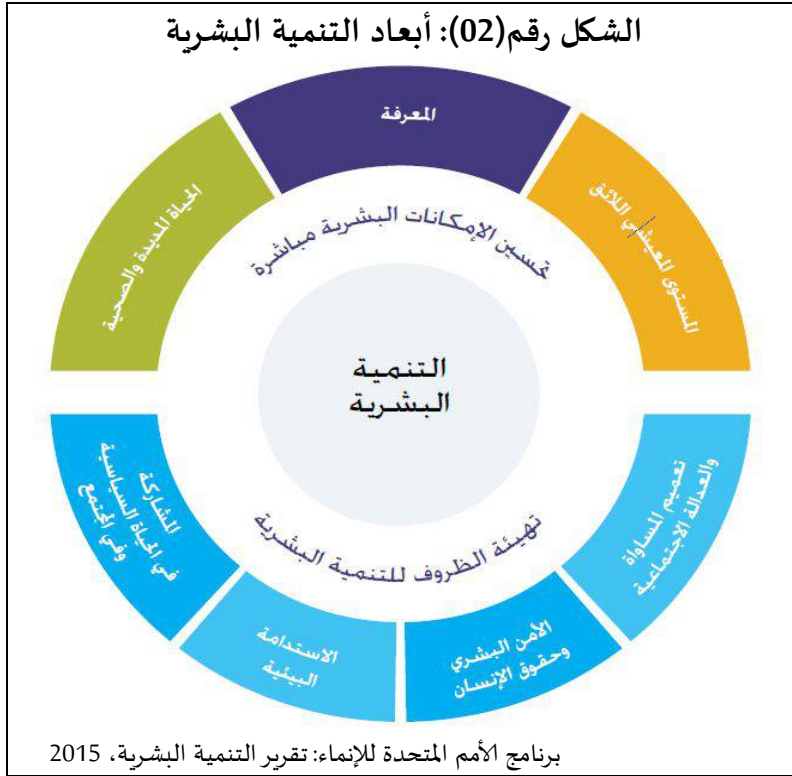 الشكل رقم(02): أبعاد التنمية البشرية
المعرفة
المستوى المعيشي اللائق
الحياة المديدة والصحية
تحسين الإمكانات البشرية مباشرة
التنمية
البشرية
تهيئة الظروف للتنمية البشرية
تعميم المساواة
والعدالة الاجتماعية
الأمن البشري
وحقوق الإنسان
الاستدامة
البيئية
المشاركة
في الحياة السياسية
وفي المجتمع
برنامج الأمم المتحدة للإنماء: تقرير التنمية البشرية، 2015